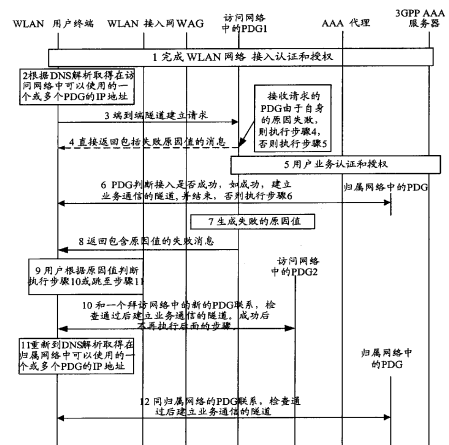 WLAN 用户终端
WLAN 接入网
WAG
访问网络
中的PDG1
AAA 代理
3GPP AAA
服务器
1 完成WLAN网络 接入认证和授权
2根据DNS解析取得在访
问网络中可以使用的一
个或多个PDG的IP地址
接收请求的
PDG由于自身
的原因失败,
则执行步骤4,
否则执行步骤5
3 端到端隧道建立请求
4 直接返回包括失败原因值的消息
5 用户业务认证和授权
6 PDG判断接入是否成功, 如成功, 建立
业务通信的隧道,并结束, 否则执行步骤6
归属网络中的PDG
7 生成失败的原因值
8 返回包含原因值的失败消息
9 用户根据原因值判断
执行步骤10或跳至步骤11
访问网络
中的PDG2
10 和一个拜访网络中的新的PDG联系, 检
查通过后建立业务通信的隧道。成功后
不再执行后面的步骤。
11重新到DNS解析取得在
归属网络中可以使用的一
个或多个PDG的IP地址
归属网络中
的PDG
12 同归属网络的PDG联系, 检查通
过后建立业务通信的隧道